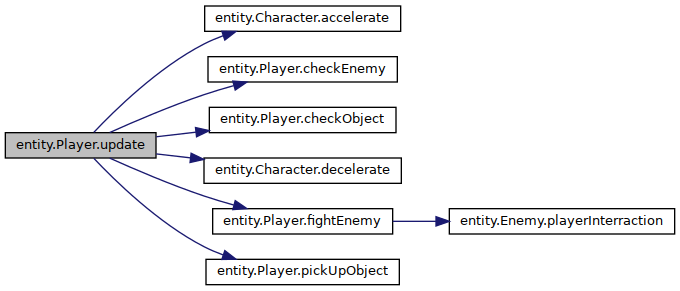 entity.Character.accelerate
entity.Player.checkEnemy
entity.Player.checkObject
entity.Player.update
entity.Character.decelerate
entity.Player.fightEnemy
entity.Enemy.playerInterraction
entity.Player.pickUpObject